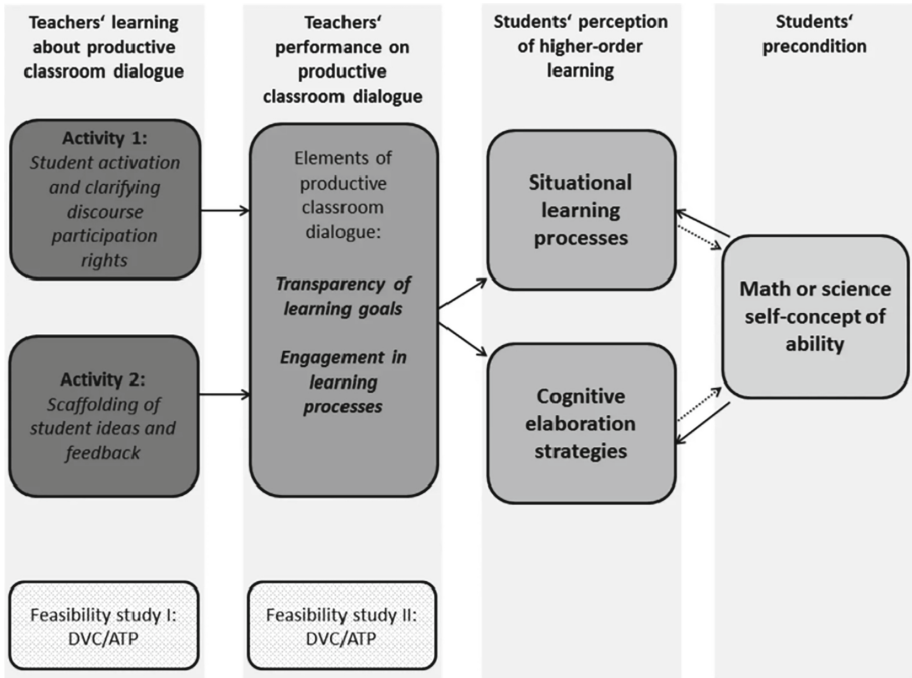 Teachers‘ learning
about productive
classroom dialogue
Activity 1:
Student activation
and clarifying
discourse
participation
rights
Activity 2:
Scaffolding of
student ideas and
feedback
Feasibility study I:
DVC/ATP
Teachers‘
performance on
productive
classroom dialogue
Elements of
productive
classroom
dialogue:
Transparency of
learning goals
Engagement in
learning
processes
Feasibility study II:
DVC/ATP
Students‘ perception
of higher-order
learning
Situational
learning
processes
Cognitive
elaboration
strategies
Students‘
precondition
Math or science
self-concept of
ability